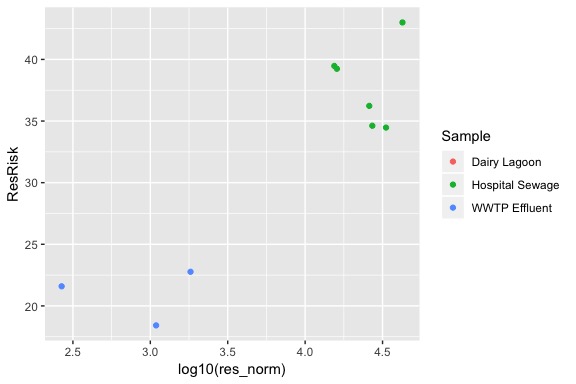 40
35
30
25
20
ResRisk
2.5 3.0 3.5 4.0 4.5
log10(res_norm)
Sample
Dairy Lagoon
Hospital Sewage
WWTP Effluent